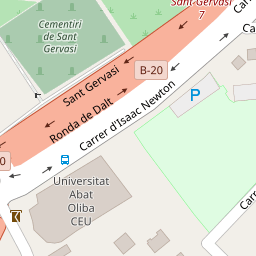 Sant-Gervasi
7
Cementiri
de Sant
Gervasi
Sant Gervasi
Ronda de Dalt
B-20
Carrer d'Isaac Newton
P
Universitat
Abat
Oliba
CEU